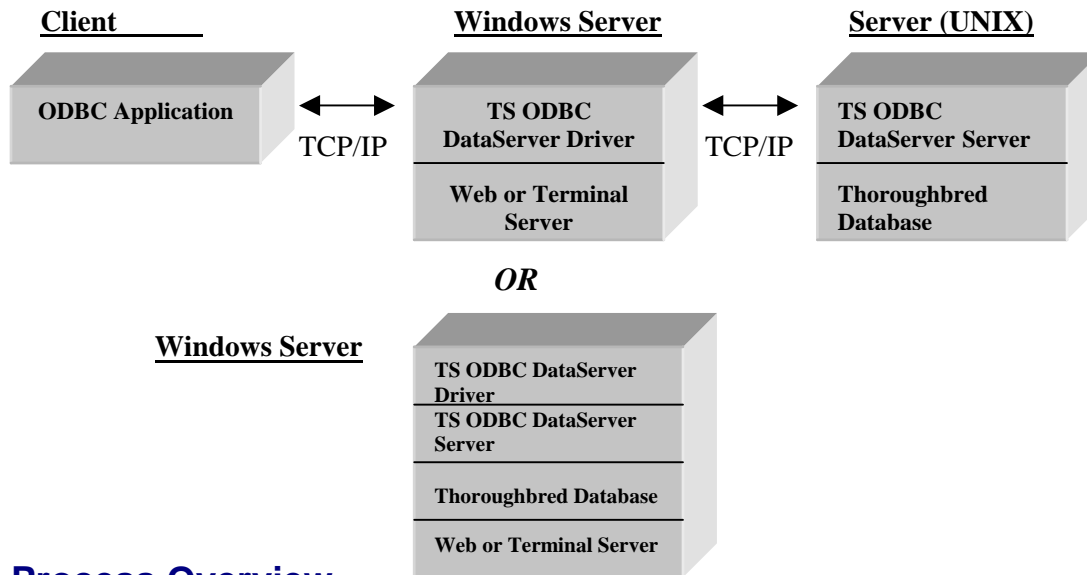 Client
Windows Server
Server (UNIX)
ODBC Application
TCP/IP
TS ODBC
DataServer Driver
Web or Terminal
Server
TCP/IP
TS ODBC
DataServer Server
Thoroughbred
Database
OR
Windows Server
TS ODBC DataServer
Driver
TS ODBC DataServer
Server
Thoroughbred Database
Web or Terminal Server
Process Overview